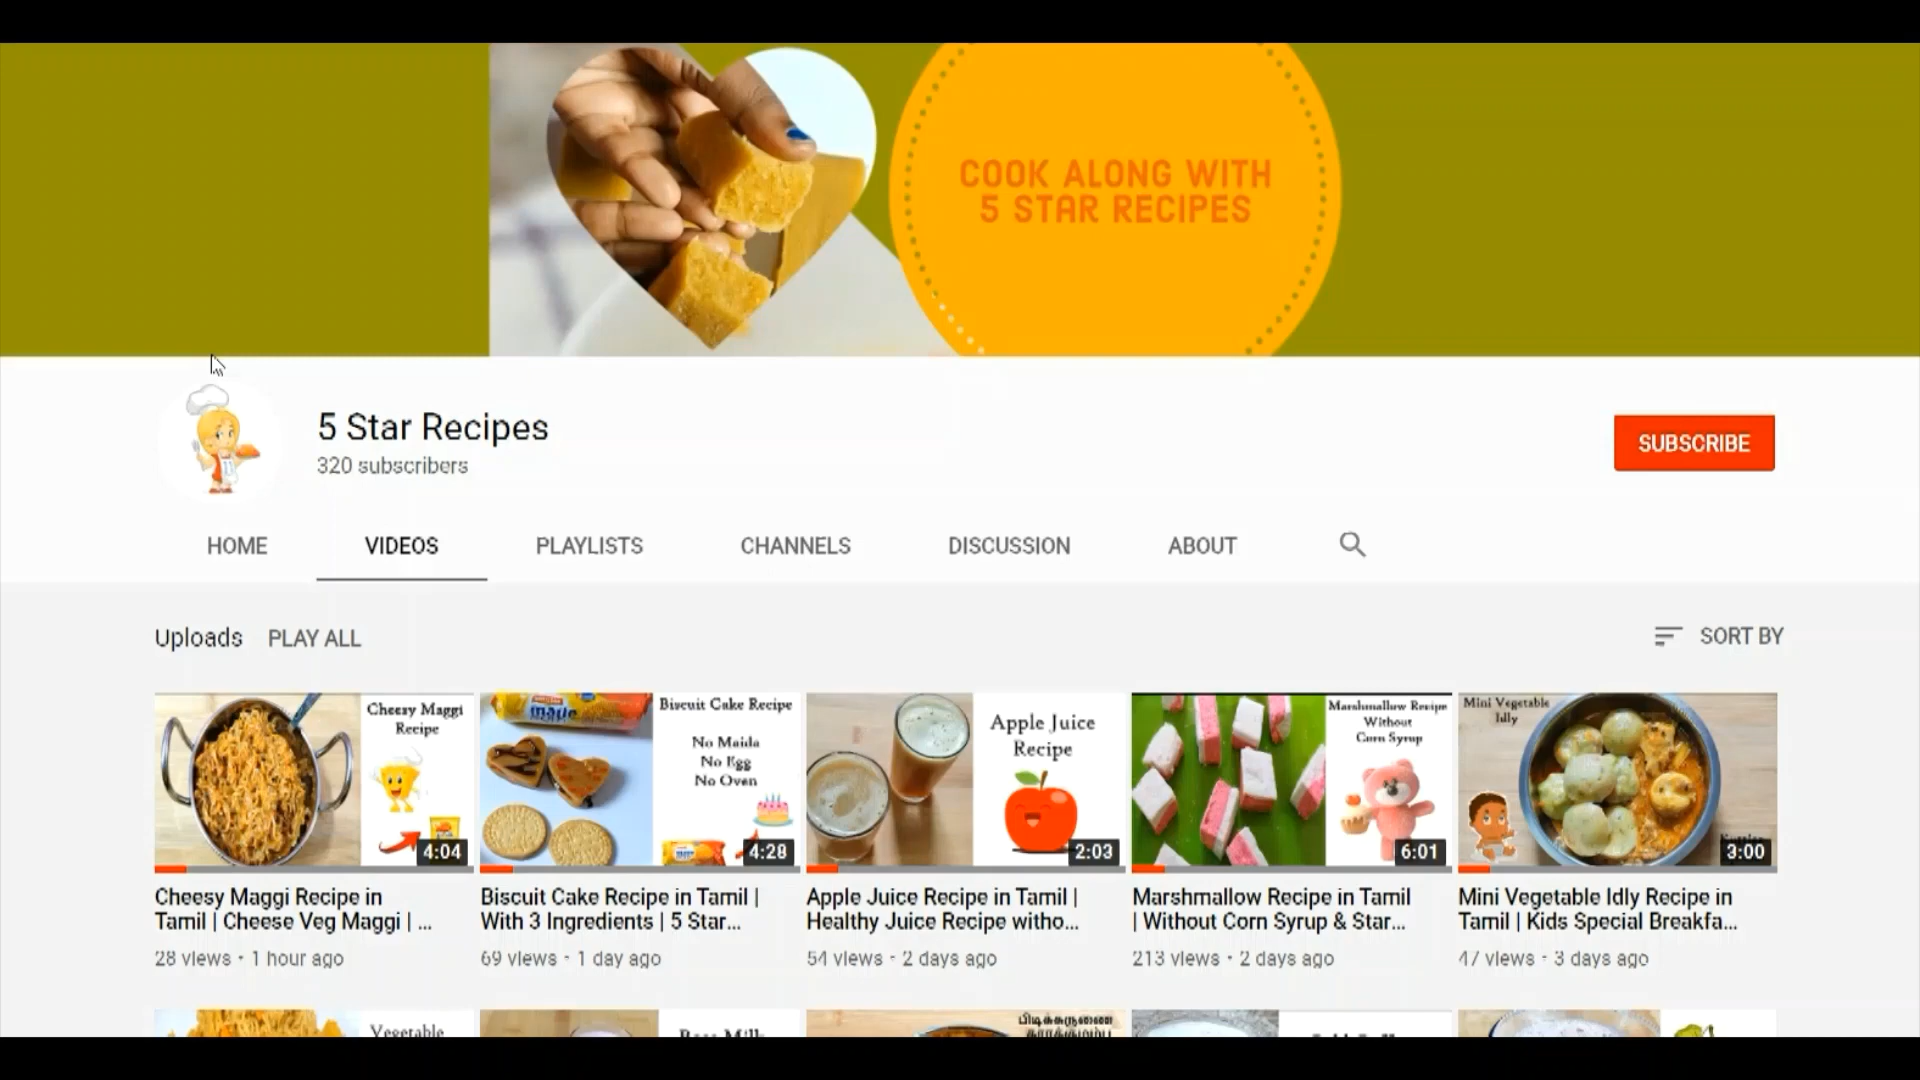 COOK ALONG WITH
5 STAR RECIPES
5 Star Recipes
320 subscribers
SUBSCRIBE
HOME
VIDEOS
PLAYLISTS
CHANNELS
DISCUSSION
ABOUT
Uploads
PLAY ALL
SORT BY
Cheesy Maggi
Recipe
4:04
Biscuit Cake Recipe
No Maida
No Egg
No Oven
4:28
Apple Juice
Recipe
2:03
Marshmallow Recipe
Without
Corn Syrup
6:01
Mini Vegetable
Idly
3:00
Cheesy Maggi Recipe in
Tamil | Cheese Veg Maggi | ...
28 views • 1 hour ago
Biscuit Cake Recipe in Tamil |
With 3 Ingredients | 5 Star...
69 views • 1 day ago
Apple Juice Recipe in Tamil |
Healthy Juice Recipe witho...
54 views • 2 days ago
Marshmallow Recipe in Tamil
| Without Corn Syrup & Star...
213 views • 2 days ago
Mini Vegetable Idly Recipe in
Tamil | Kids Special Breakfa...
47 views • 3 days ago
Vegetable
பிடிக்கருணை